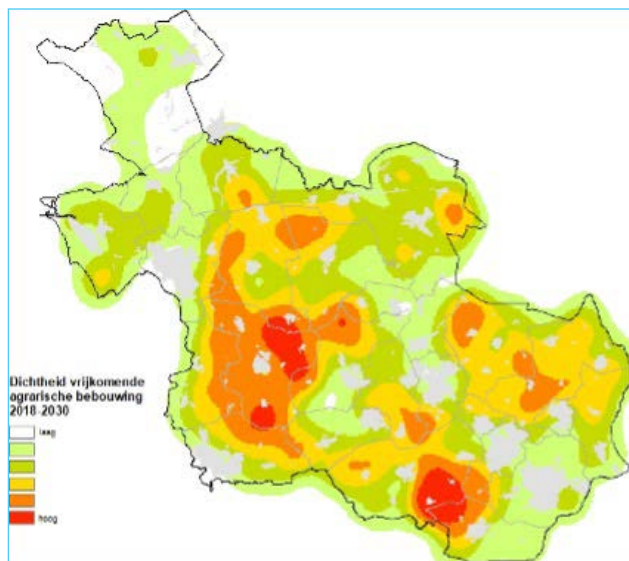 Dichtheid vrijkomende
agrarische bebouwing
2018-2030
laag
hoog